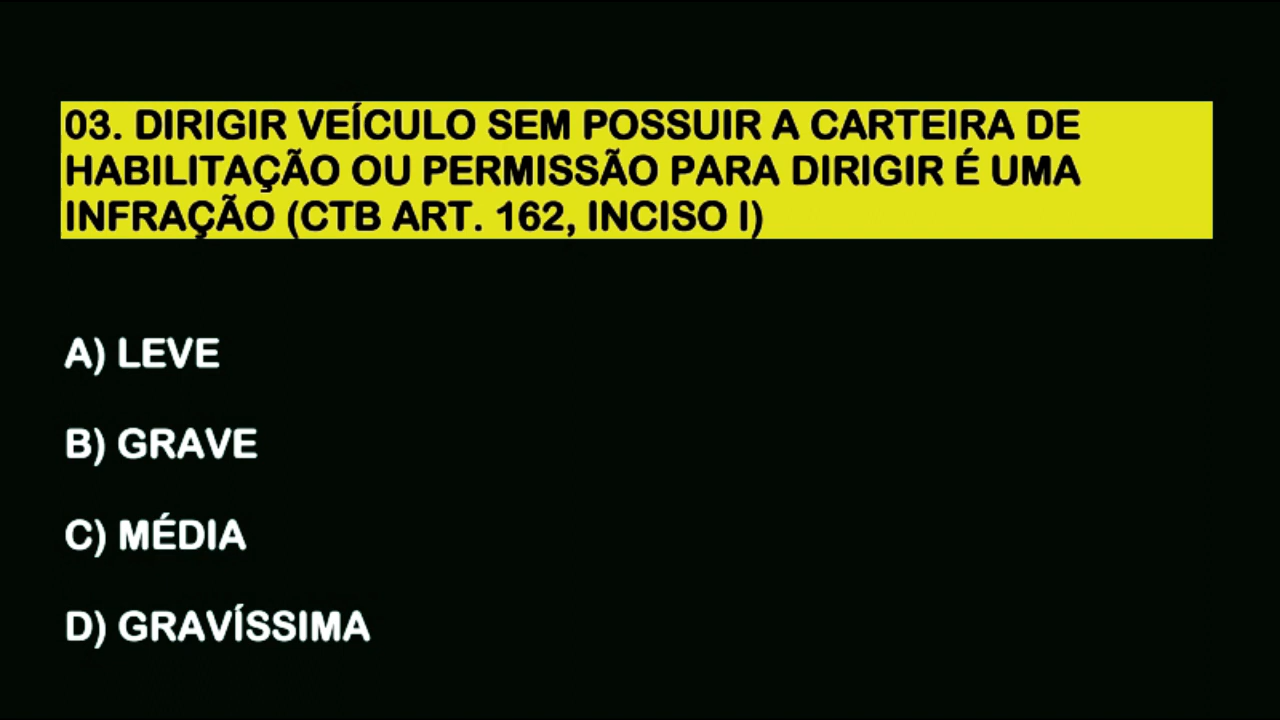 03. DIRIGIR VEÍCULO SEM POSSUIR A CARTEIRA DE
HABILITAÇÃO OU PERMISSÃO PARA DIRIGIR É UMA
INFRAÇÃO (CTB ART. 162, INCISO I)
A) LEVE
B) GRAVE
C) MÉDIA
D) GRAVÍSSIMA